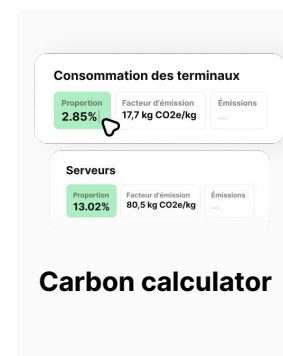 Consommation des terminaux
Proportion Facteur d'émission Émissions
2.85% 17,7 kg CO2e/kg ...
Serveurs
Proportion Facteur d'émission Émissions
13.02% 80,5 kg CO2e/kg ...
Carbon calculator